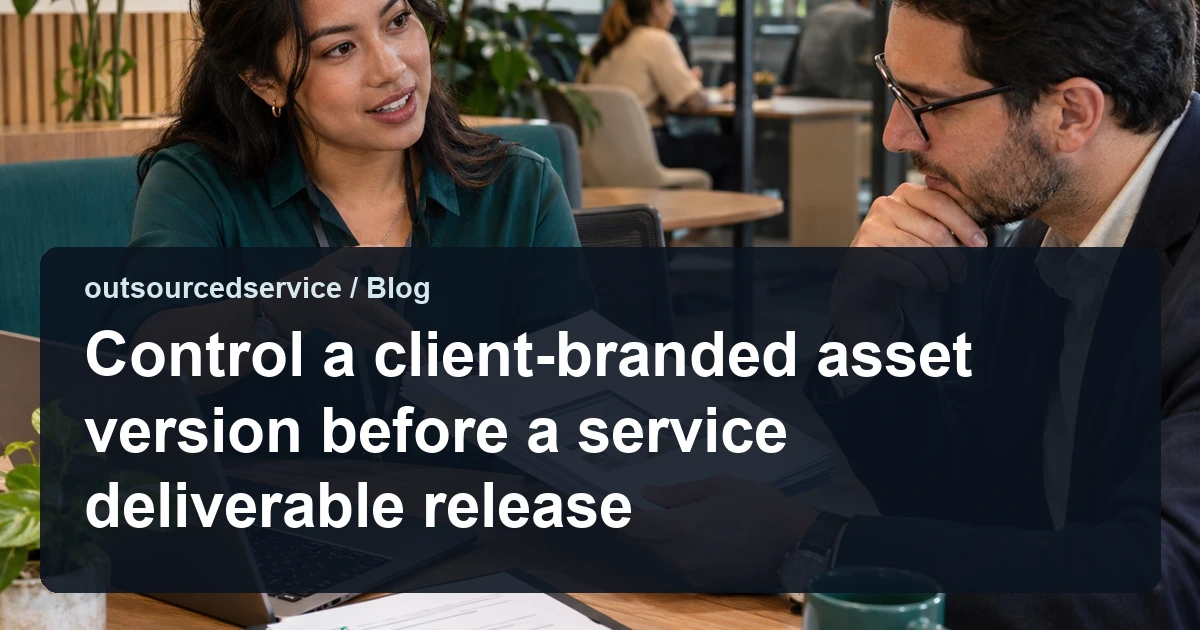 outsourcedservice / Blog
Control a client-branded asset
version before a service
deliverable release